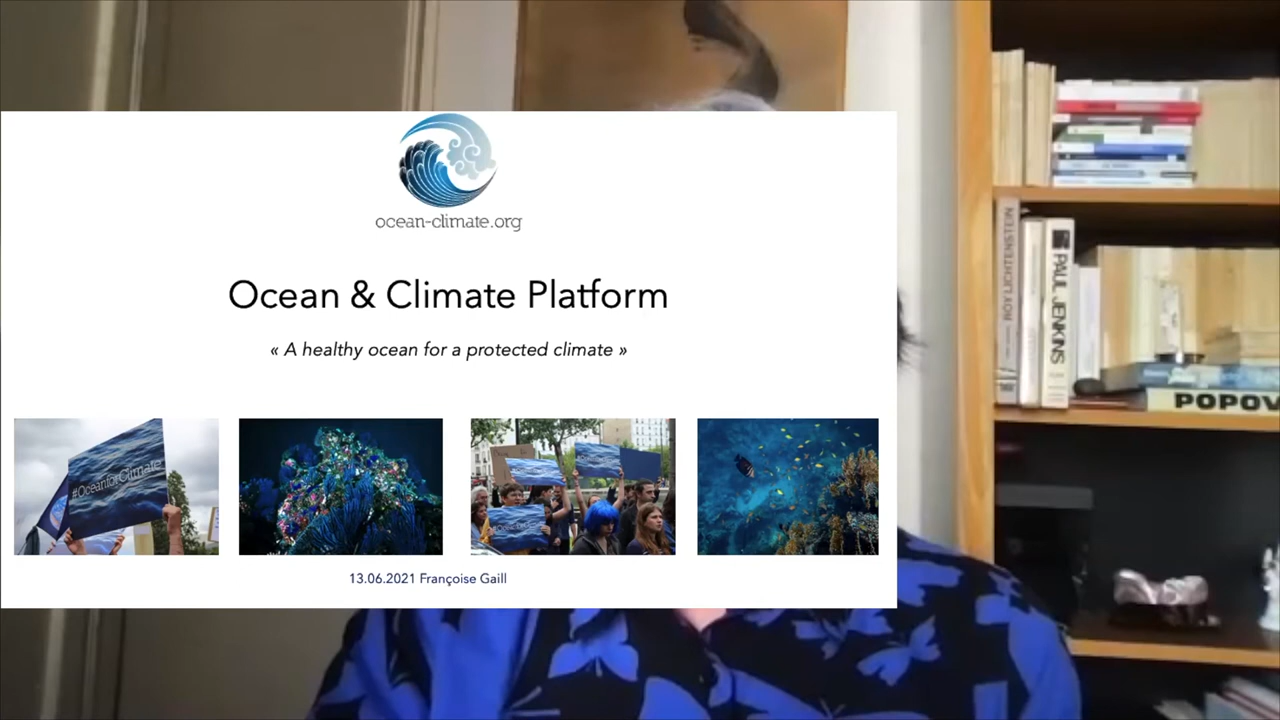 ocean-climate.org
Ocean & Climate Platform
« A healthy ocean for a protected climate »
#OceanforClimate
13.06.2021 Françoise Gaill
ROY LICHTENSTEIN
PAUL JENKINS
POPOV